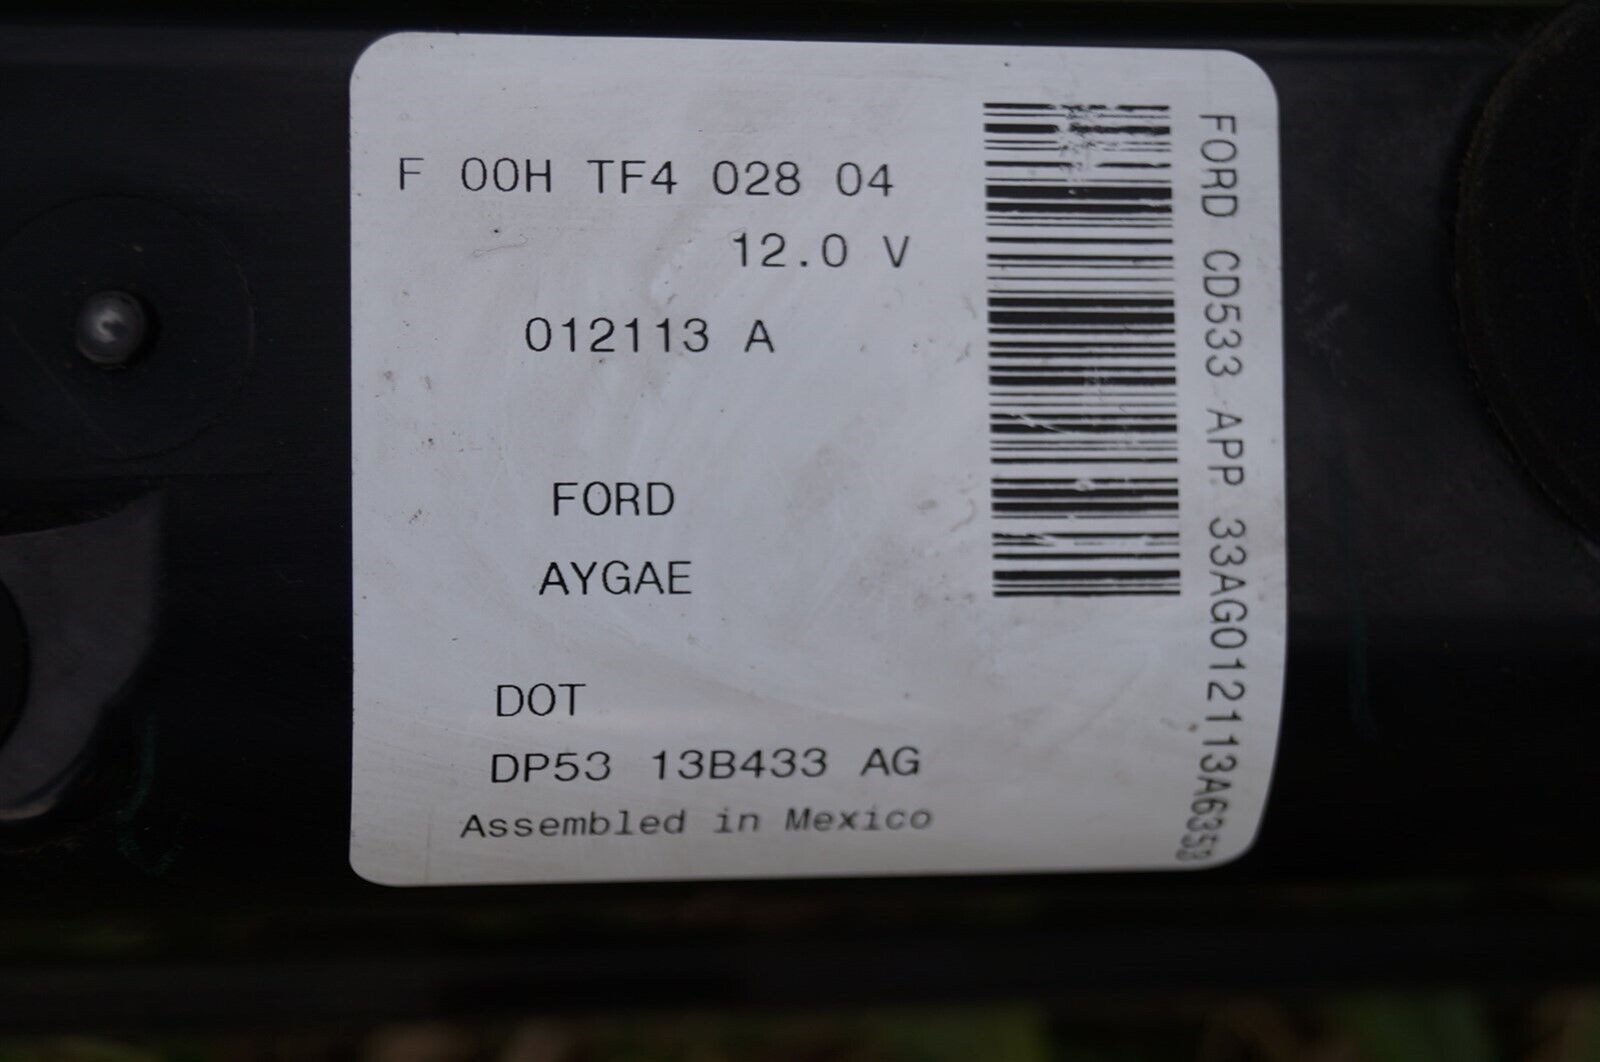 F 00H TF4 028 04
12.0 V
012113 A
FORD
AYGAE
DOT
DP53 13B433 AG
Assembled in Mexico
FORD CD533 APP 33AG012113A6353